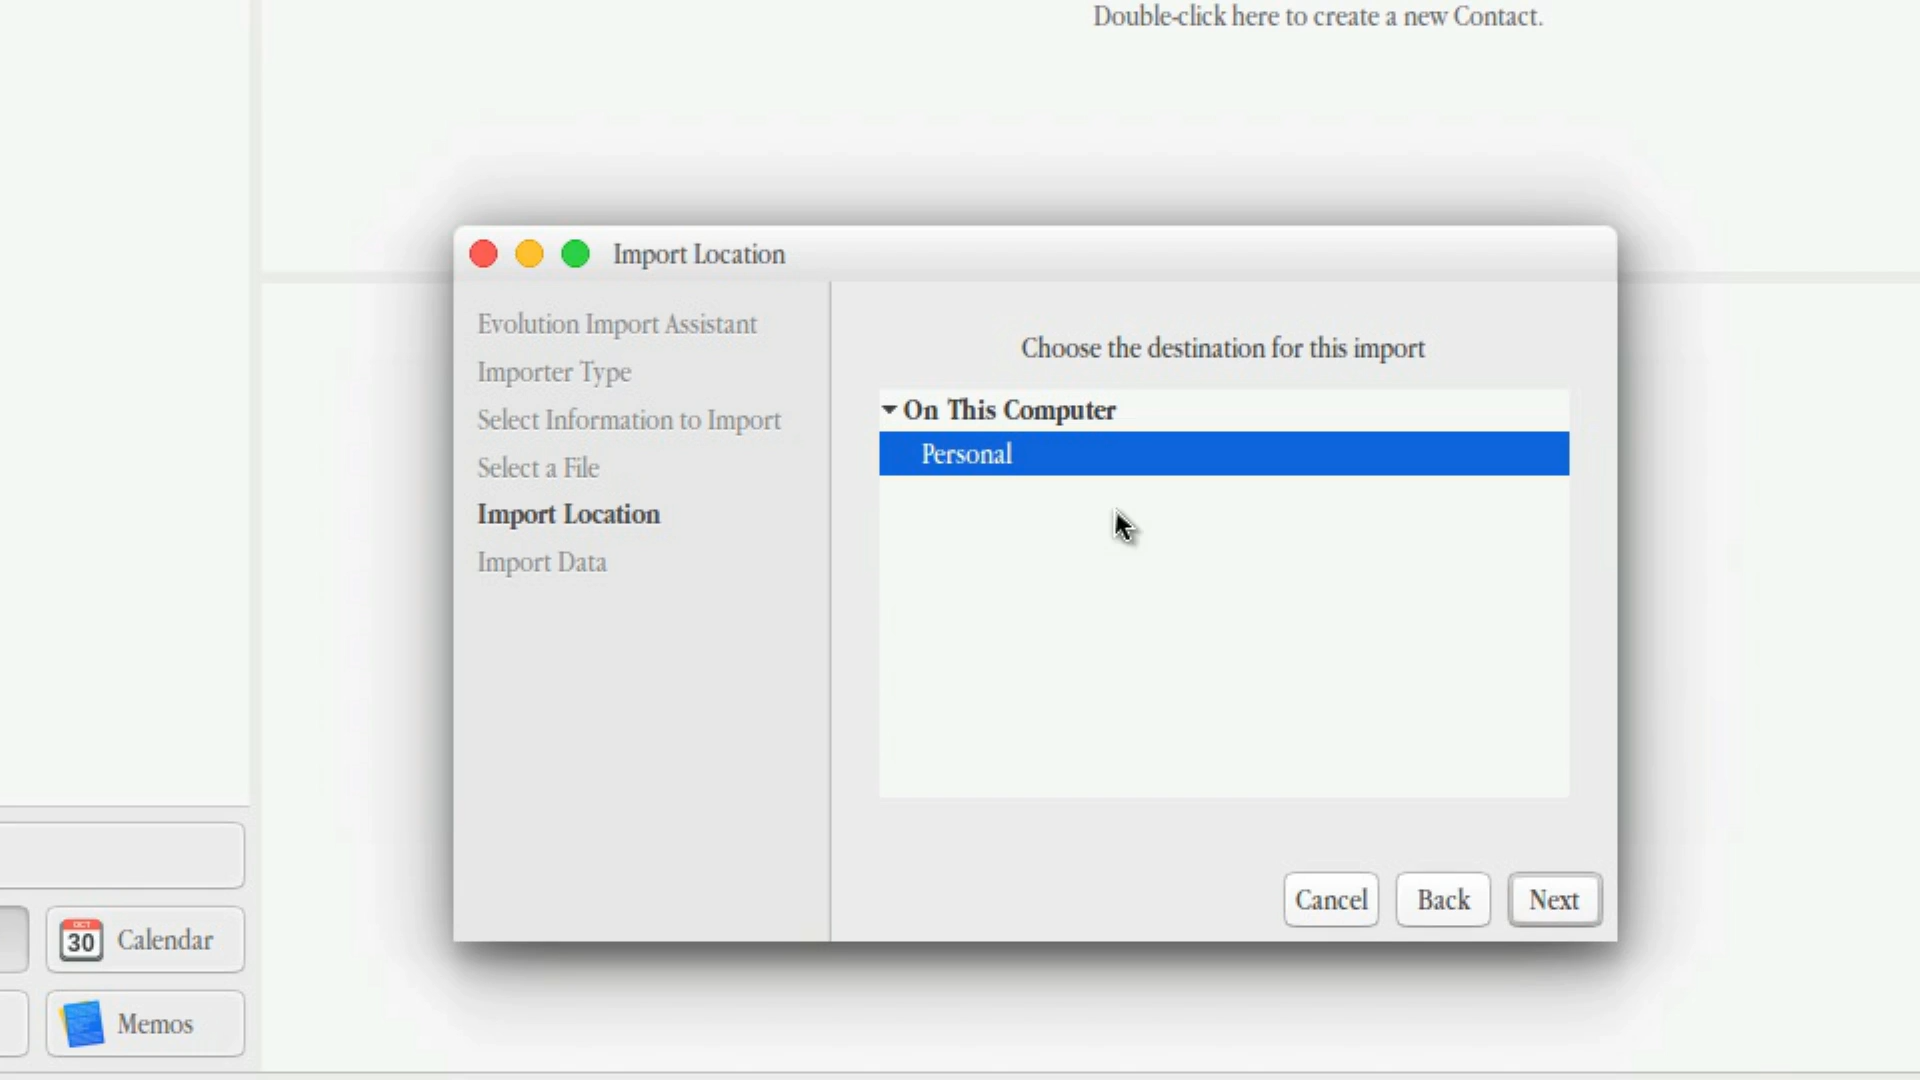 Double-click here to create a new Contact.
Import Location
Evolution Import Assistant
Importer Type
Select Information to Import
Select a File
Import Location
Import Data
Choose the destination for this import
On This Computer
Personal
Cancel
Back
Next
OCT
30
Calendar
Memos